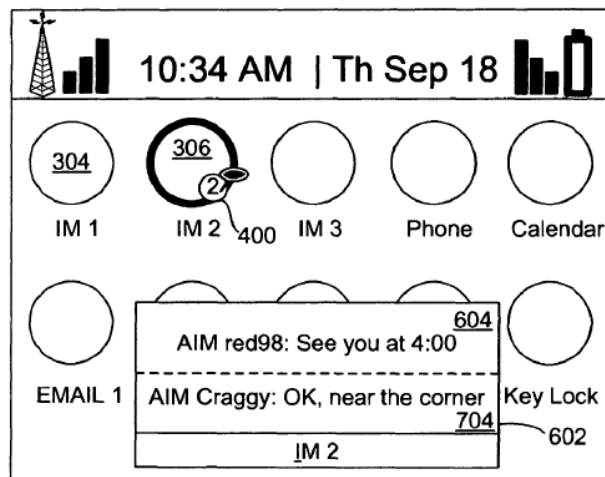 10:34 AM | Th Sep 18
304 306
2
IM 1 IM 2 400 IM 3 Phone Calendar
604
AIM red98: See you at 4:00
EMAIL 1 AIM Craggy: OK, near the corner Key Lock
704
602
IM 2